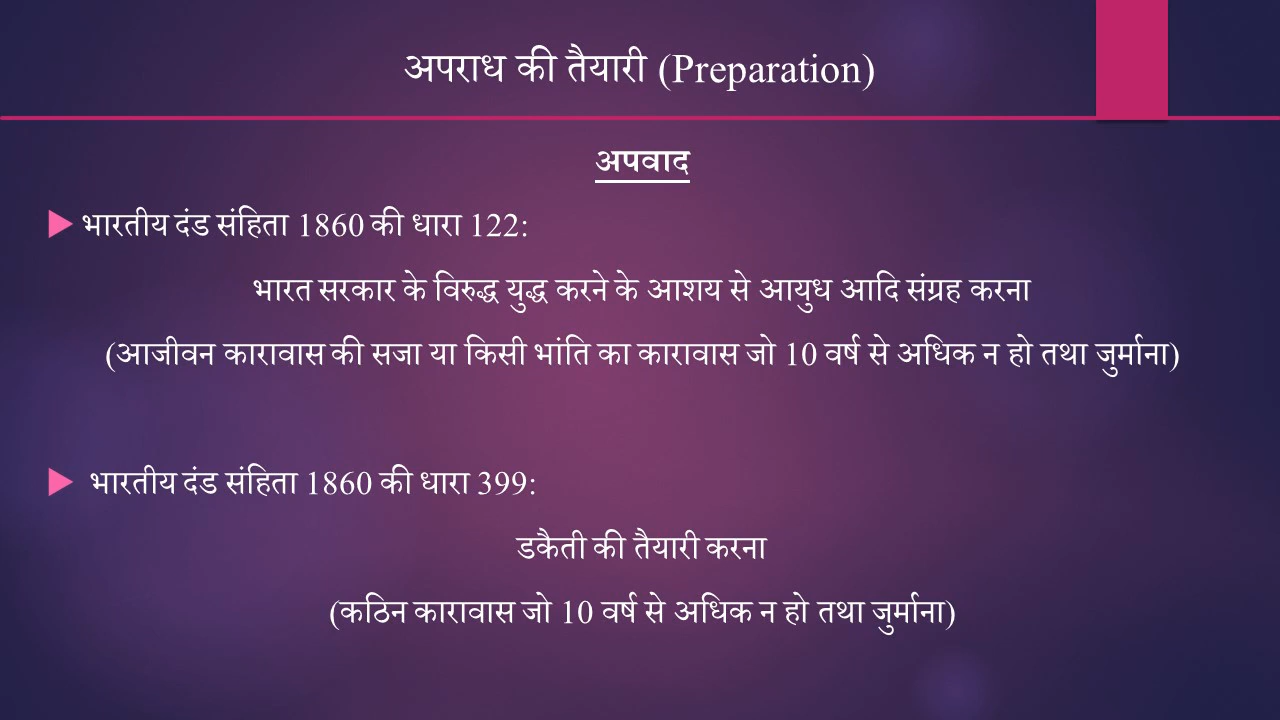 अपराध की तैयारी (Preparation)
अपवाद
भारतीय दंड संहिता 1860 की धारा 122:
भारत सरकार के विरुद्ध युद्ध करने के आशय से आयुध आदि संग्रह करना
(आजीवन कारावास की सजा या किसी भांति का कारावास जो 10 वर्ष से अधिक न हो तथा जुर्माना)
भारतीय दंड संहिता 1860 की धारा 399:
डकैती की तैयारी करना
(कठिन कारावास जो 10 वर्ष से अधिक न हो तथा जुर्माना)